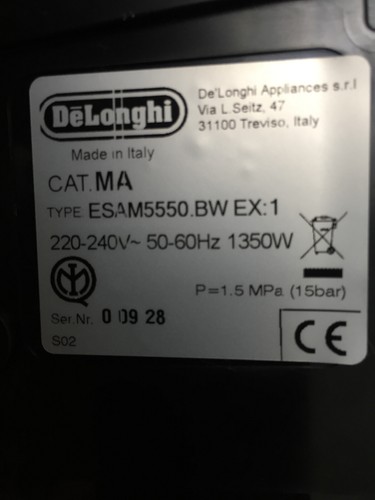 DeLonghi
De'Longhi Appliances s.r.l
Via L.Seitz, 47
31100 Treviso, Italy
Made in Italy
CAT. MA
TYPE ESAM5550.BW EX:1
220-240V~ 50-60Hz 1350W
P=1.5 MPa (15bar)
Ser.Nr. 0 09 28
S02
CE